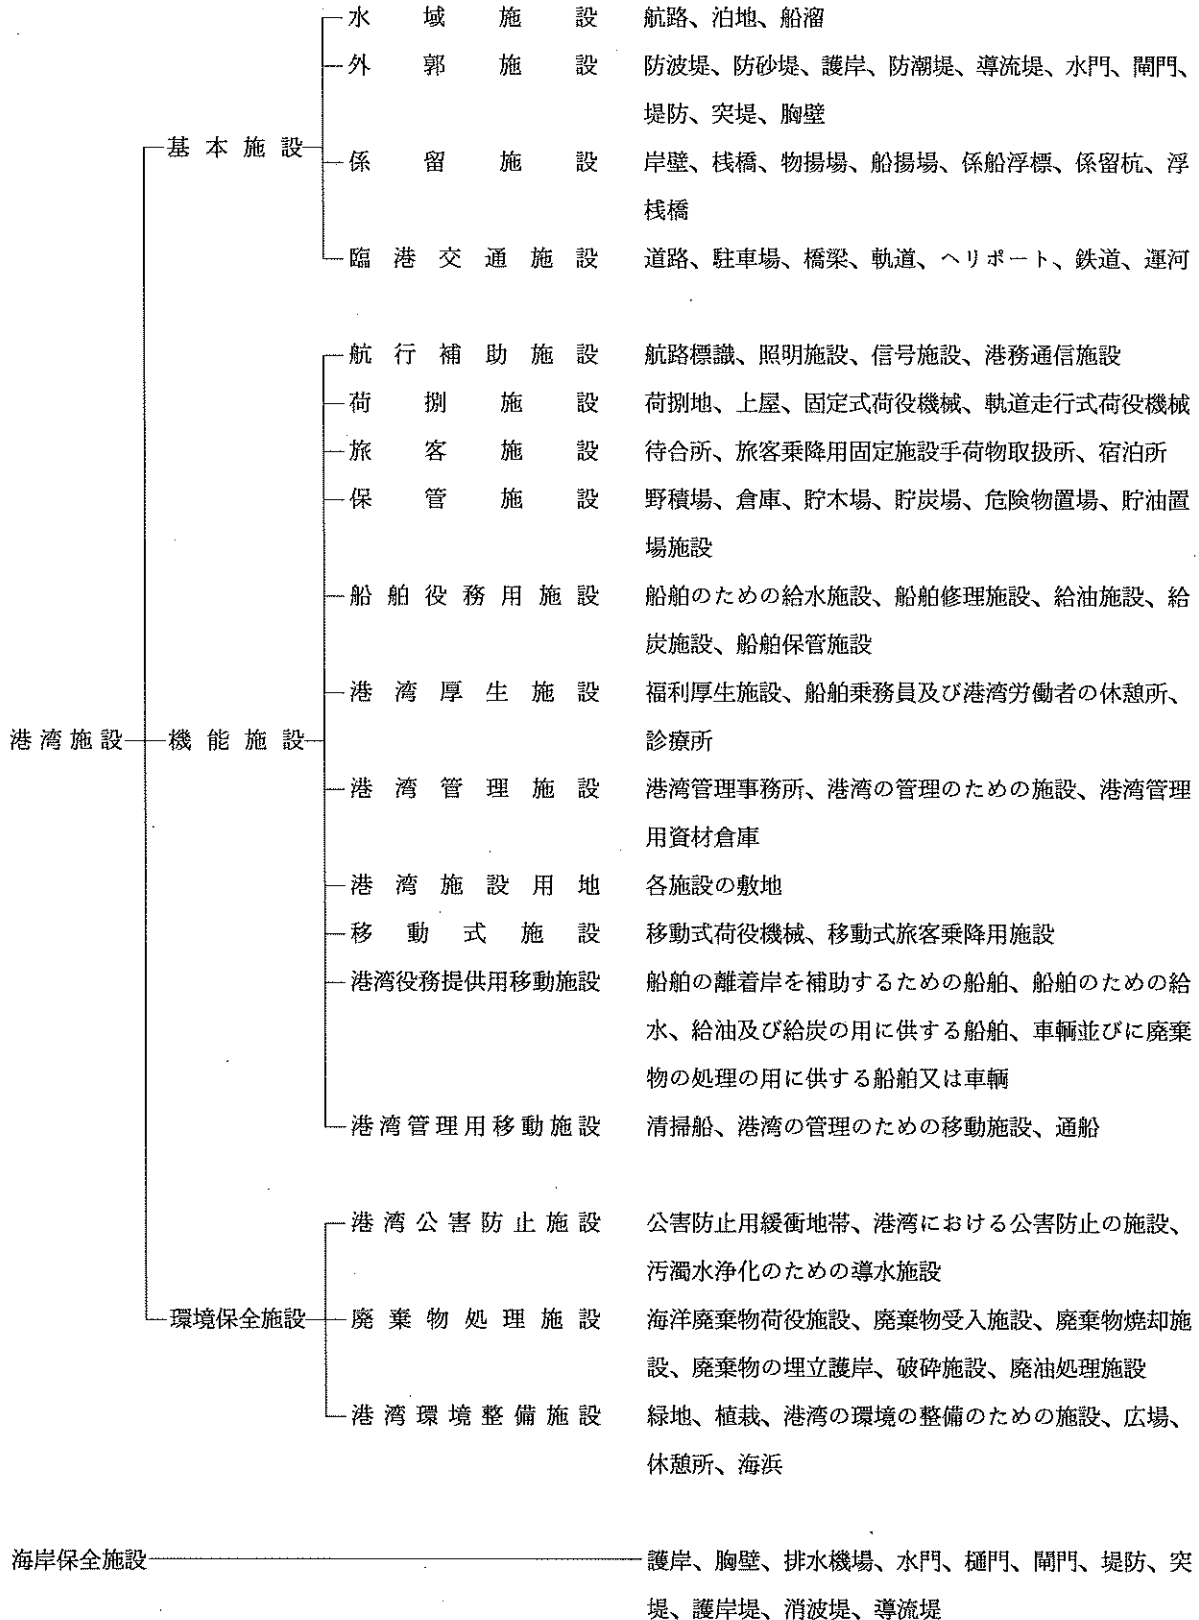 水域施設 航路、泊地、船溜
外郭施設 防波堤、防砂堤、護岸、防潮堤、導流堤、水門、閘門、
堤防、突堤、胸壁
基本施設
係留施設 岸壁、桟橋、物揚場、船揚場、係船浮標、係留杭、浮
桟橋
臨港交通施設 道路、駐車場、橋梁、軌道、ヘリポート、鉄道、運河
航行補助施設 航路標識、照明施設、信号施設、港務通信施設
荷捌施設 荷捌地、上屋、固定式荷役機械、軌道走行式荷役機械
旅客施設 待合所、旅客乗降用固定施設手荷物取扱所、宿泊所
保管施設 野積場、倉庫、貯木場、貯炭場、危険物置場、貯油置
場施設
船舶役務用施設 船舶のための給水施設、船舶修理施設、給油施設、給
炭施設、船舶保管施設
港湾厚生施設 福利厚生施設、船舶乗務員及び港湾労働者の休憩所、
診療所
港湾施設 機能施設
港湾管理施設 港湾管理事務所、港湾の管理のための施設、港湾管理
用資材倉庫
港湾施設用地 各施設の敷地
移動式施設 移動式荷役機械、移動式旅客乗降用施設
港湾役務提供用移動施設 船舶の離着岸を補助するための船舶、船舶のための給
水、給油及び給炭の用に供する船舶、車輌並びに廃棄
物の処理の用に供する船舶又は車輌
港湾管理用移動施設 清掃船、港湾の管理のための移動施設、通船
港湾公害防止施設 公害防止用緩衝地帯、港湾における公害防止の施設、
汚濁水浄化のための導水施設
環境保全施設 廃棄物処理施設 海洋廃棄物荷役施設、廃棄物受入施設、廃棄物焼却施
設、廃棄物の埋立護岸、破砕施設、廃油処理施設
港湾環境整備施設 緑地、植栽、港湾の環境の整備のための施設、広場、
休憩所、海浜
海岸保全施設 護岸、胸壁、排水機場、水門、樋門、閘門、堤防、突
堤、護岸堤、消波堤、導流堤